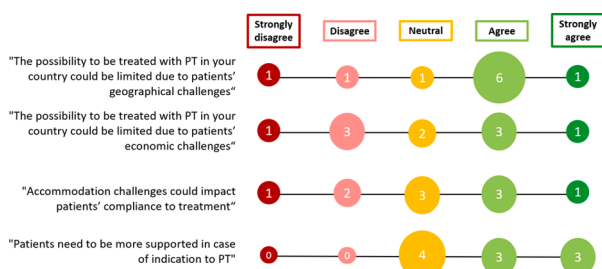 Strongly disagree
Disagree
Neutral
Agree
Strongly agree
"The possibility to be treated with PT in your
country could be limited due to patients'
geographical challenges"
1 1 1 6 1
"The possibility to be treated with PT in your
country could be limited due to patients'
economic challenges"
1 3 2 3 1
"Accommodation challenges could impact
patients' compliance to treatment"
1 2 3 3 1
"Patients need to be more supported in case
of indication to PT"
0 0 4 3 3